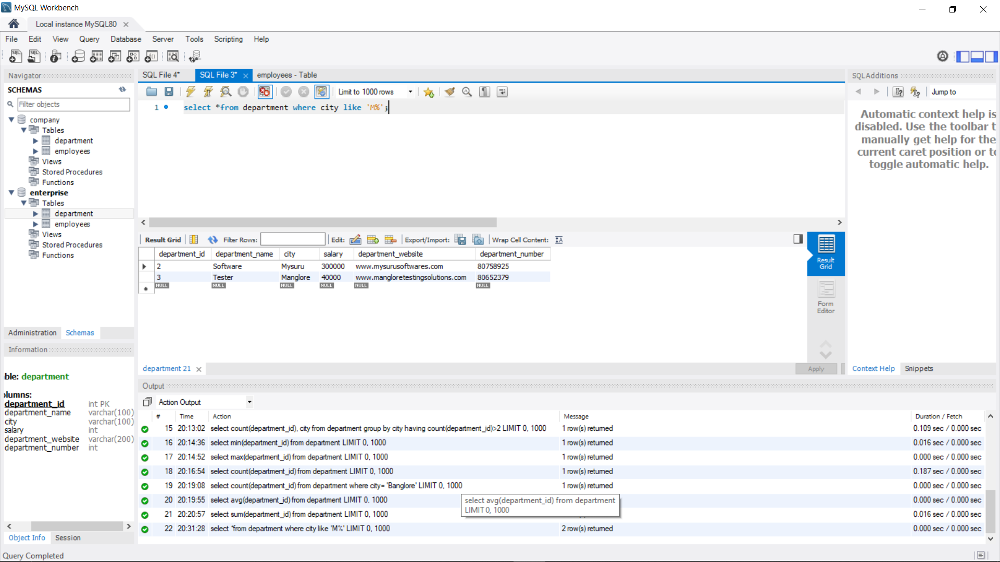 MySQL Workbench
Local instance MySQL80
File Edit View Query Database Server Tools Scripting Help
Navigator
SCHEMAS
Filter objects
company
Tables
department
employees
Views
Stored Procedures
Functions
enterprise
Tables
department
employees
Views
Stored Procedures
Functions
Administration Schemas
Information
ble: department
olumns:
department_id int PK
department_name varchar(100)
city varchar(100)
salary int
department_website varchar(200)
department_number int
Object Info Session
Query Completed
SQL File 4* SQL File 3* employees - Table
Limit to 1000 rows
1 select *from department where city like 'M%';
Result Grid Filter Rows: Edit: Export/Import: Wrap Cell Content:
department_id department_name city salary department_website department_number
2 Software Mysuru 300000 www.mysurusoftwares.com 80758925
3 Tester Manglore 40000 www.mangloretestingsolutions.com 80652379
NULL NULL NULL NULL NULL NULL
Result Grid
Form Editor
department 21
Apply
SQLAdditions
Jump to
Automatic context help is
disabled. Use the toolbar t
manually get help for the
current caret position or to
toggle automatic help.
Context Help Snippets
Output
Action Output
# Time Action Message Duration / Fetch
15 20:13:02 select count(department_id), city from department group by city having count(department_id)>2 LIMIT 0, 1000 1 row(s) returned 0.109 sec / 0.000 sec
16 20:14:36 select min(department_id) from department LIMIT 0, 1000 1 row(s) returned 0.016 sec / 0.000 sec
17 20:14:52 select max(department_id) from department LIMIT 0, 1000 1 row(s) returned 0.000 sec / 0.000 sec
18 20:16:54 select count(department_id) from department LIMIT 0, 1000 1 row(s) returned 0.187 sec / 0.000 sec
19 20:19:08 select count(department_id) from department where city= 'Banglore' LIMIT 0, 1000 1 row(s) returned 0.000 sec / 0.000 sec
20 20:19:55 select avg(department_id) from department LIMIT 0, 1000 0.000 sec / 0.000 sec
select avg(department_id) from department
LIMIT 0, 1000
21 20:20:57 select sum(department_id) from department LIMIT 0, 1000 0.016 sec / 0.000 sec
22 20:31:28 select *from department where city like 'M%' LIMIT 0, 1000 2 row(s) returned 0.000 sec / 0.000 sec